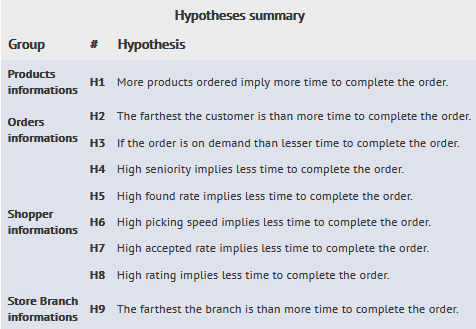 Hypotheses summary
Group # Hypothesis
Products informations H1 More products ordered imply more time to complete the order.
Orders informations H2 The farthest the customer is than more time to complete the order.
H3 If the order is on demand than lesser time to complete the order.
Shopper informations H4 High seniority implies less time to complete the order.
H5 High found rate implies less time to complete the order.
H6 High picking speed implies less time to complete the order.
H7 High accepted rate implies less time to complete the order.
H8 High rating implies less time to complete the order.
Store Branch informations H9 The farthest the branch is than more time to complete the order.